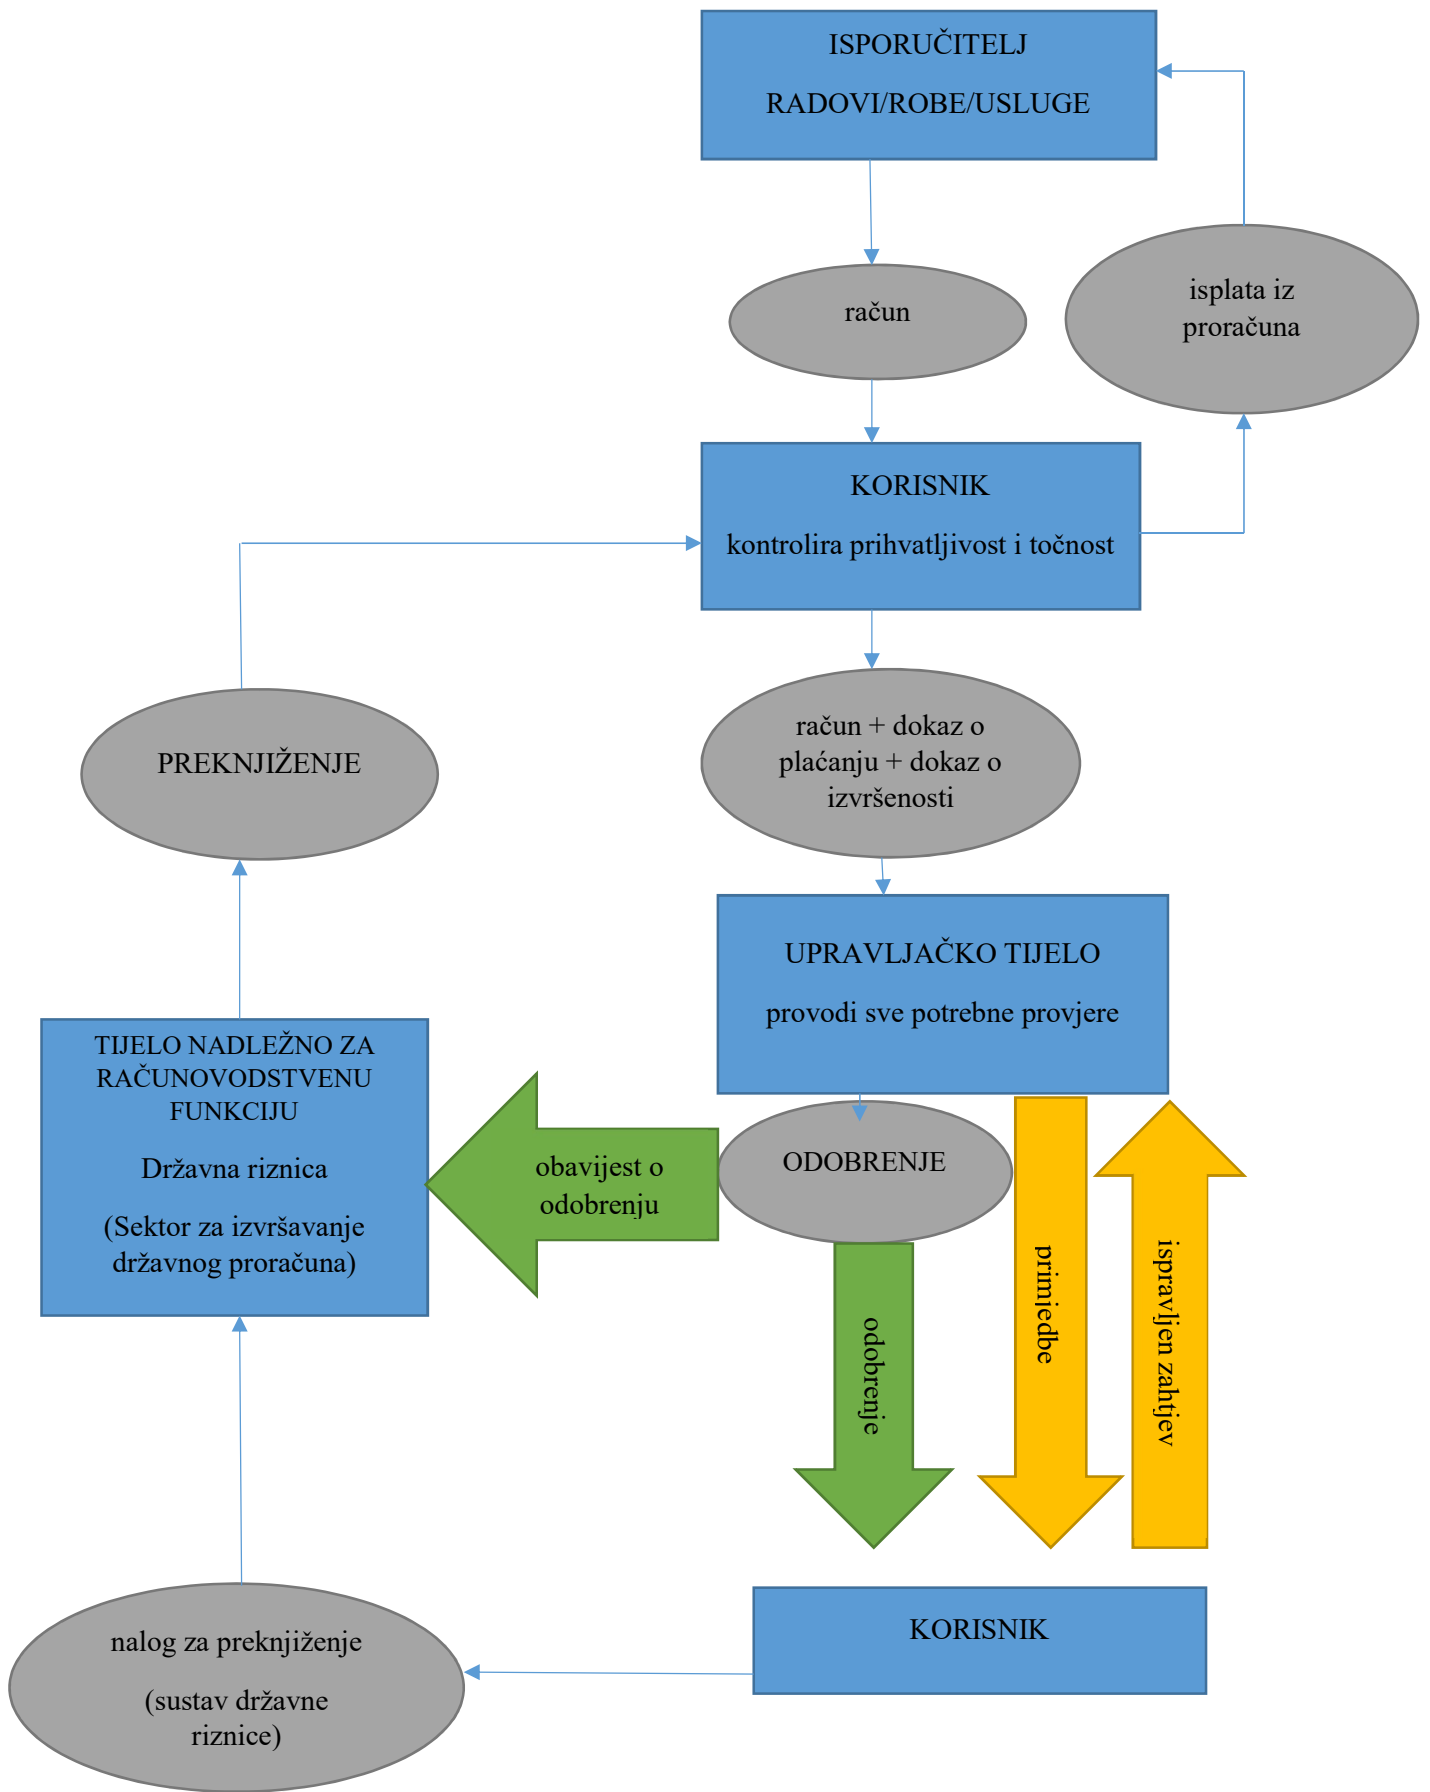 ISPORUČITELJ
RADOVI/ROBE/USLUGE
račun
isplata iz
proračuna
KORISNIK
kontrolira prihvatljivost i točnost
PREKNJIŽENJE
račun + dokaz o
plaćanju + dokaz o
izvršenosti
UPRAVLJAČKO TIJELO
provodi sve potrebne provjere
TIJELO NADLEŽNO ZA
RAČUNOVODSTVENU
FUNKCIJU
Državna riznica
(Sektor za izvršavanje
državnog proračuna)
obavijest o
odobrenju
ODOBRENJE
odobrenje
primjedbe
ispravljen zahtjev
KORISNIK
nalog za preknjiženje
(sustav državne
riznice)